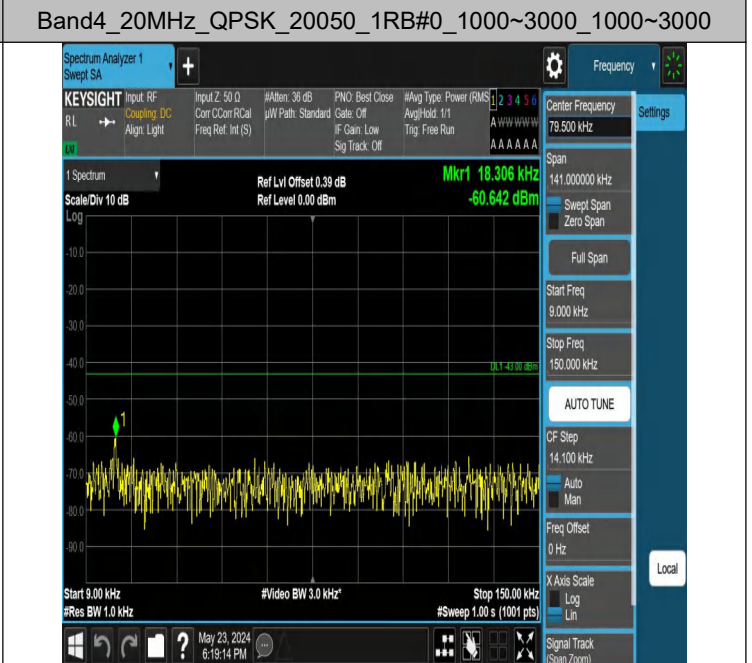 Band4_20MHz_QPSK_20050_1RB#0_1000~3000_1000~3000
Spectrum Analyzer 1
Swept SA
+
Frequency
KEYSIGHT
RL
Input: RF
Coupling: DC
Align: Light
Input Z: 50 Ω
Corr CCorr RCal
Freq Ref: Int (S)
#Atten: 36 dB
µW Path: Standard
PNO: Best Close
Gate: Off
IF Gain: Low
Sig Track: Off
#Avg Type: Power (RMS
Avg|Hold: 1/1
Trig: Free Run
1 2 3 4 5 6
A W W W W W
A A A A A A
1 Spectrum
Scale/Div 10 dB
Log
Ref Lvl Offset 0.39 dB
Ref Level 0.00 dBm
Mkr1 18.306 kHz
-60.642 dBm
-10.0
-20.0
-30.0
-40.0
-50.0
-60.0
-70.0
-80.0
-90.0
DL1 -43.00 dBm
1
Start 9.00 kHz
#Res BW 1.0 kHz
#Video BW 3.0 kHz*
Stop 150.00 kHz
#Sweep 1.00 s (1001 pts)
?
May 23, 2024
6:19:14 PM
Center Frequency
79.500 kHz
Settings
Span
141.000000 kHz
Swept Span
Zero Span
Full Span
Start Freq
9.000 kHz
Stop Freq
150.000 kHz
AUTO TUNE
CF Step
14.100 kHz
Auto
Man
Freq Offset
0 Hz
X Axis Scale
Log
Lin
Local
Signal Track
(Span Zoom)